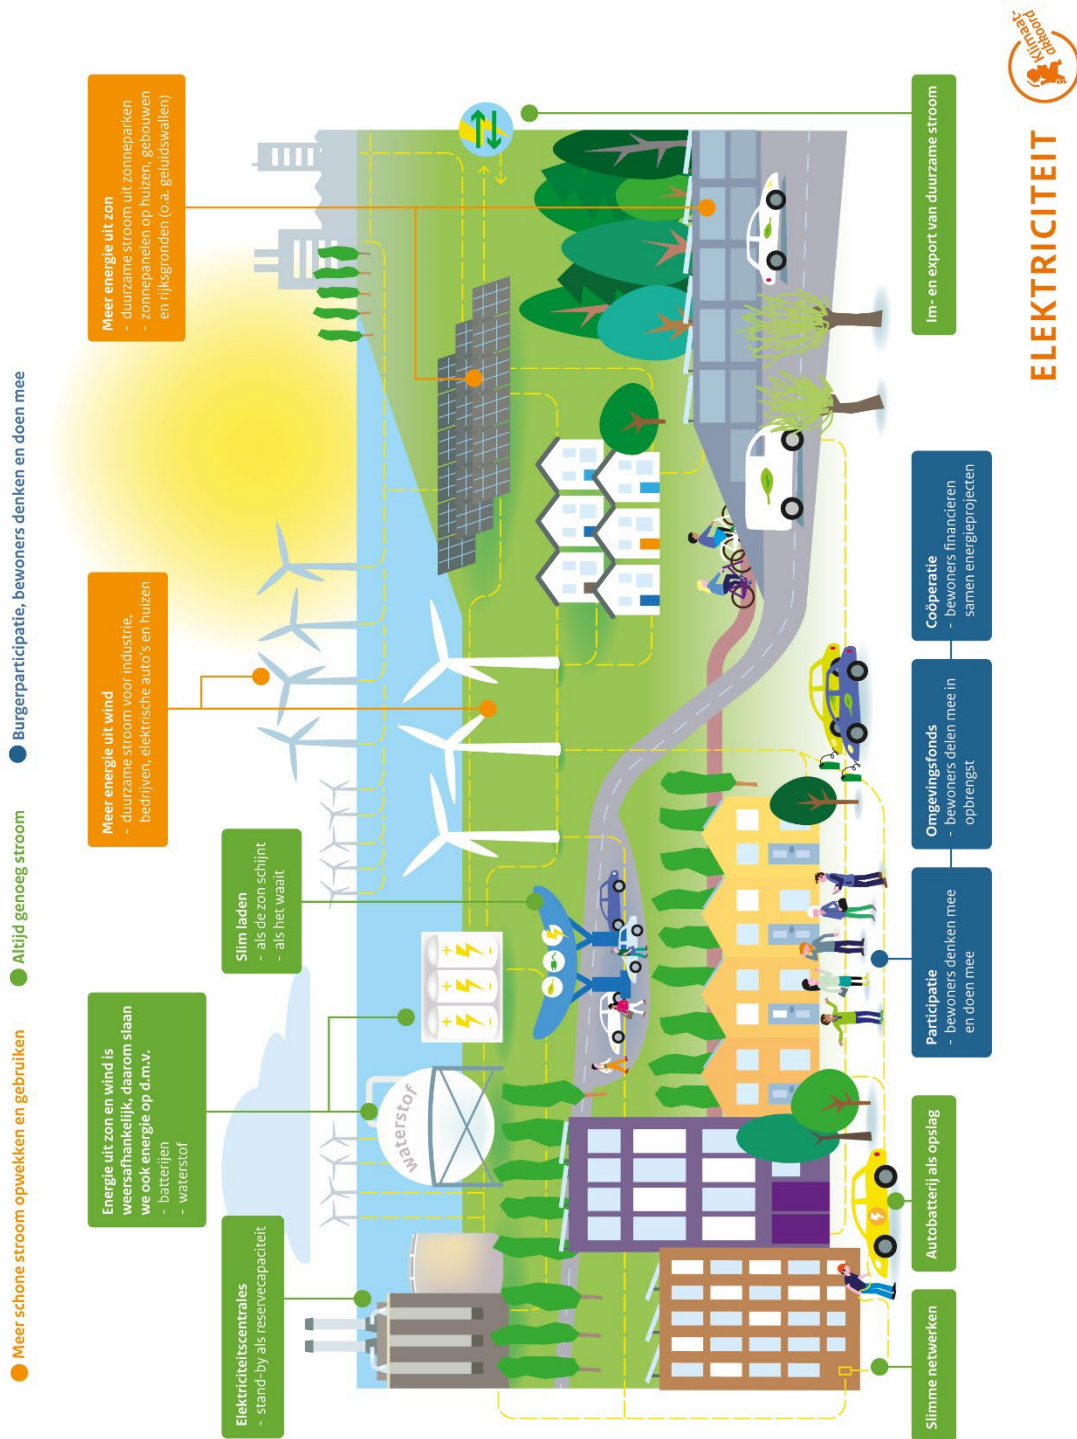 Meer schone stroom opwekken en gebruiken
Altijd genoeg stroom
Burgerparticipatie, bewoners denken en doen mee
Elektriciteitscentrales
- stand-by als reservecapaciteit
Energie uit zon en wind is
weersafhankelijk, daarom slaan
we ook energie op d.m.v.
- batterijen
- waterstof
Slim laden
- als de zon schijnt
- als het waait
Meer energie uit wind
- duurzame stroom voor industrie,
bedrijven, elektrische auto's en huizen
Meer energie uit zon
- duurzame stroom uit zonneparken
- zonnepanelen op huizen, gebouwen
en rijksgronden (o.a. geluidswallen)
waterstof
+ + +
- - -
Slimme netwerken
Autobatterij als opslag
Participatie
- bewoners denken mee
en doen mee
Omgevingsfonds
- bewoners delen mee in
opbrengst
Coöperatie
- bewoners financieren
samen energieprojecten
Im- en export van duurzame stroom
ELEKTRICITEIT
Klimaat-
akkoord